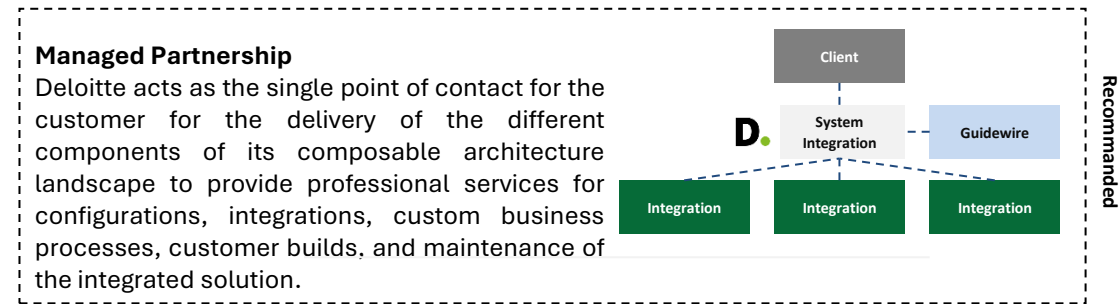 Managed Partnership
Deloitte acts as the single point of contact for the
customer for the delivery of the different
components of its composable architecture
landscape to provide professional services for
configurations, integrations, custom business
processes, customer builds, and maintenance of
the integrated solution.
Client
D.
System
Integration
Guidewire
Integration
Integration
Integration
Recommanded